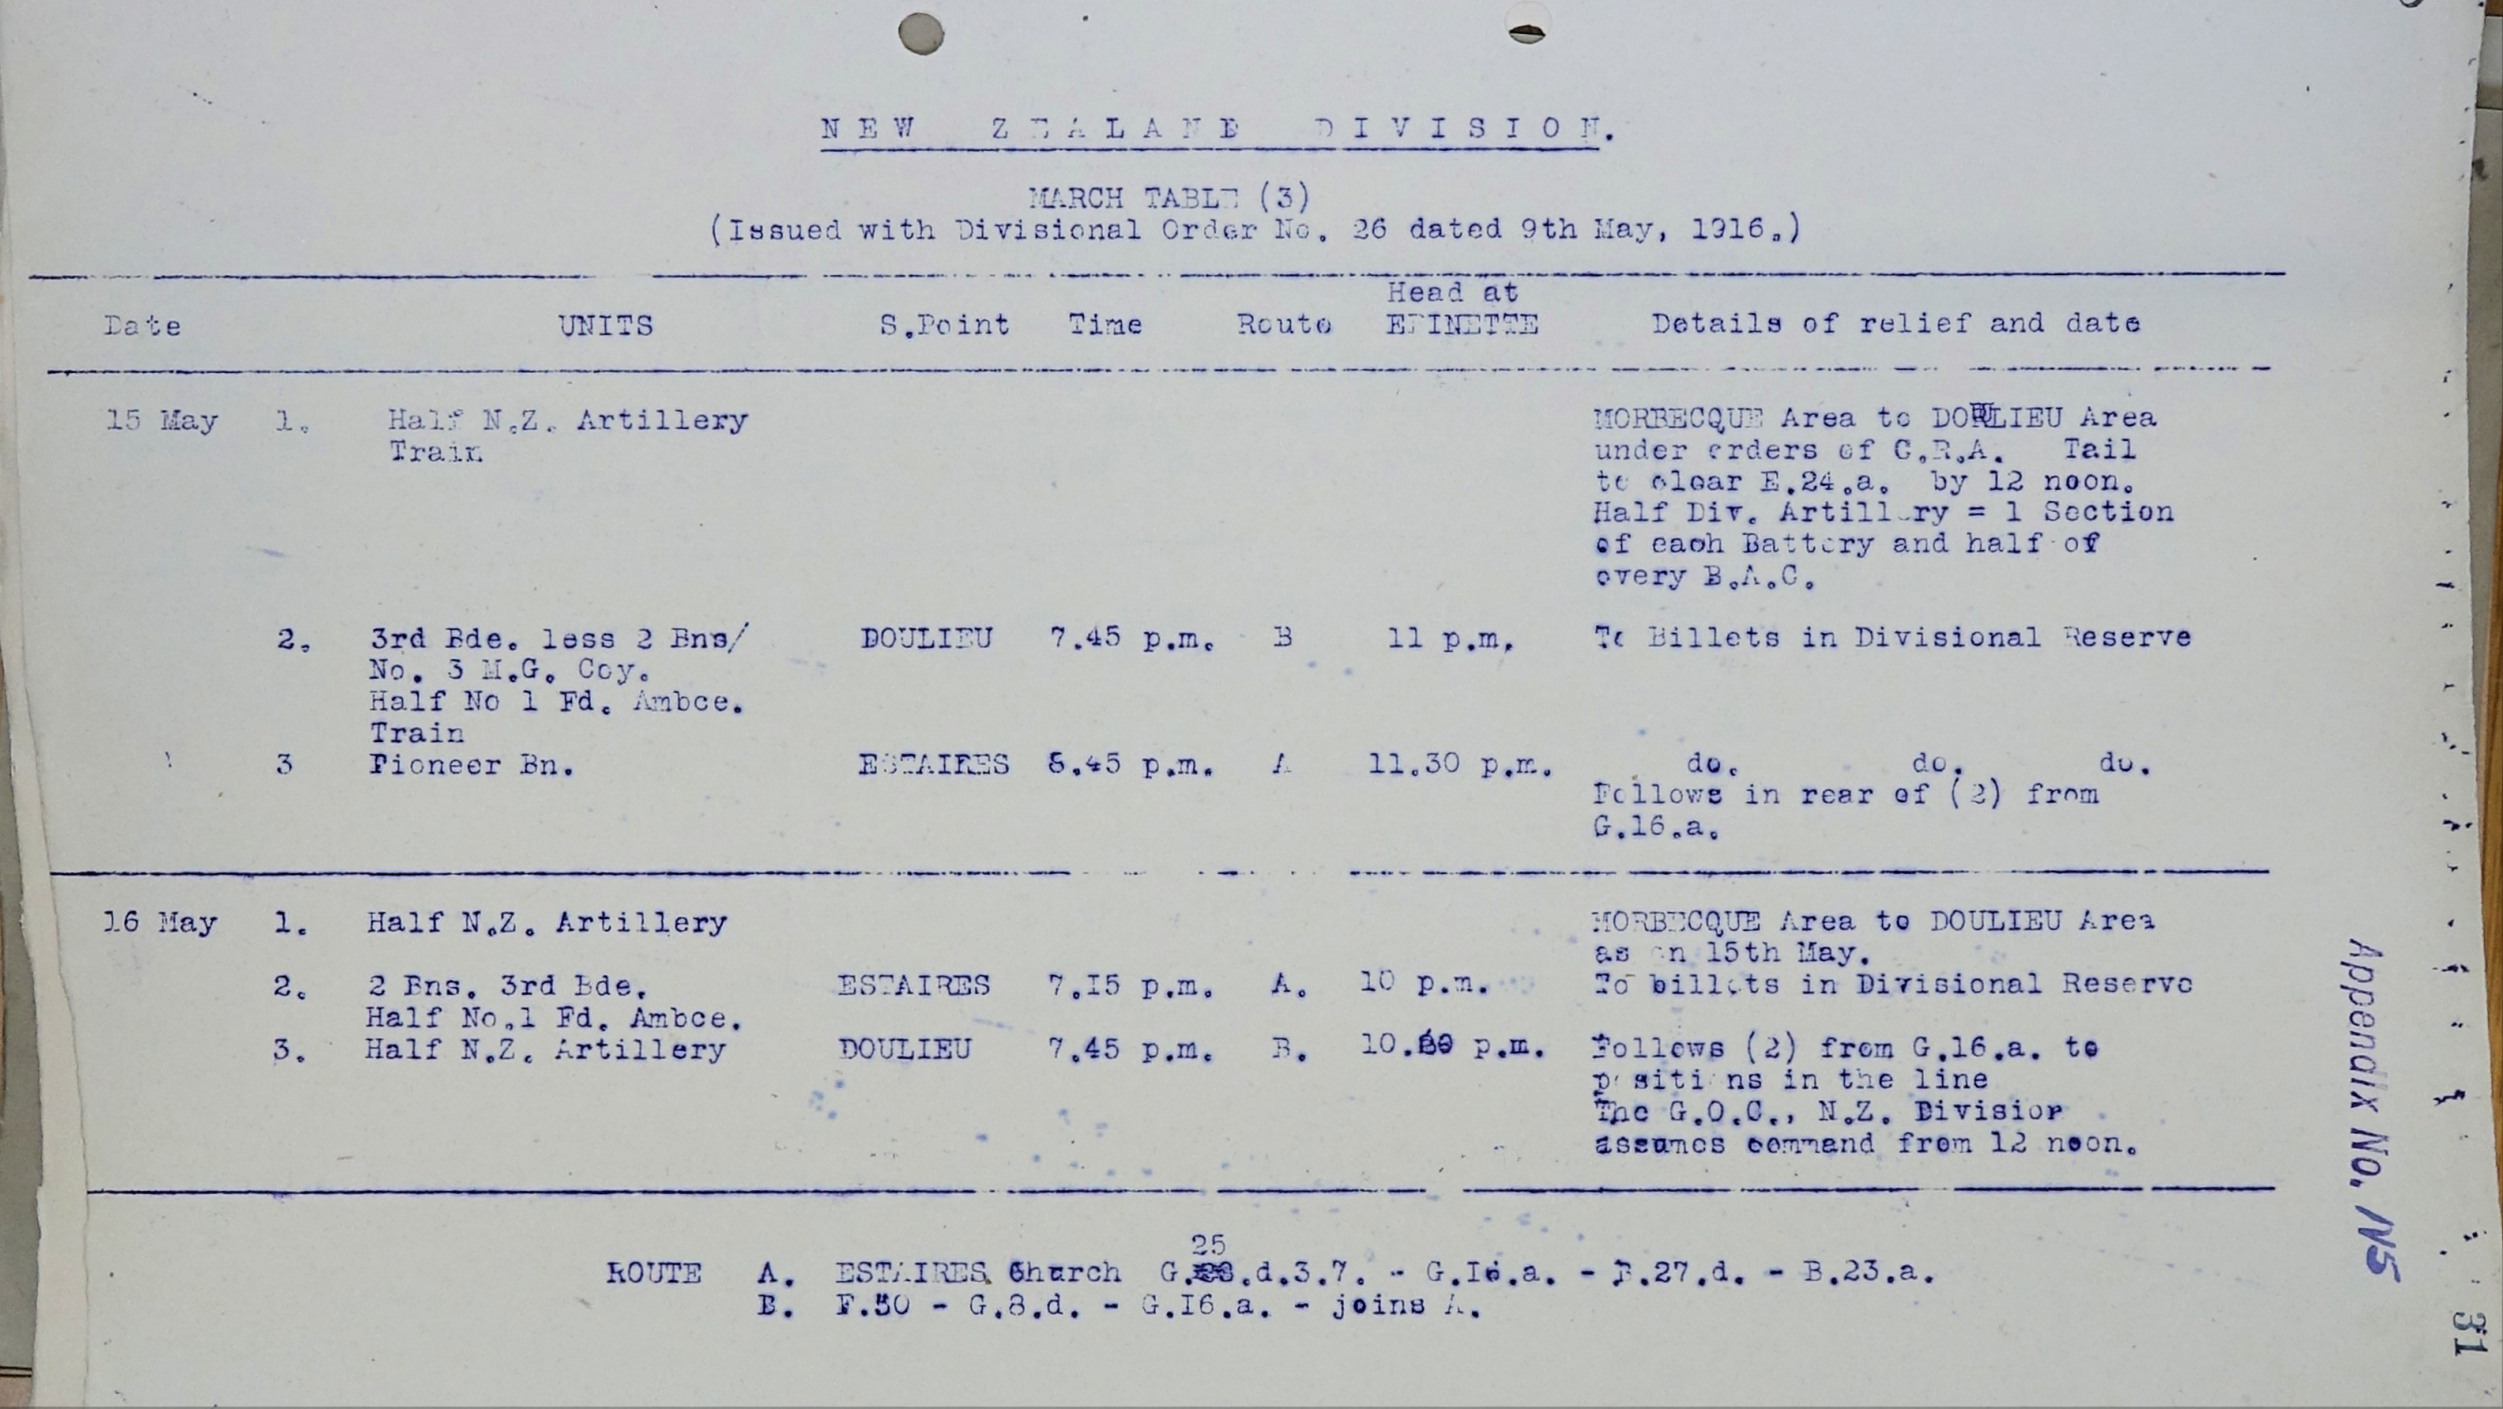 NEW ZEALAND DIVISION.
MARCH TABLE (3)
(Issued with Divisional Order No. 26 dated 9th May, 1916.)
Head at
Date UNITS S.Point Time Route EPINETTE Details of relief and date
15 May 1. Half N.Z. Artillery MORBECQUE Area to DOULIEU Area
Train under orders of C.R.A. Tail
to clear E.24.a. by 12 noon.
Half Div. Artillery = 1 Section
of each Battery and half of
every B.A.C.
2. 3rd Bde. less 2 Bns/ DOULIEU 7.45 p.m. B 11 p.m. To Billets in Divisional Reserve
No. 3 M.G. Coy.
Half No 1 Fd. Ambce.
Train
3 Pioneer Bn. ESTAIRES 8.45 p.m. A 11.30 p.m. do. do. do.
Follows in rear of (2) from
G.16.a.
16 May 1. Half N.Z. Artillery MORBECQUE Area to DOULIEU Area
as on 15th May.
2. 2 Bns. 3rd Bde. ESTAIRES 7.15 p.m. A. 10 p.m. To billets in Divisional Reserve
Half No.1 Fd. Ambce.
3. Half N.Z. Artillery DOULIEU 7.45 p.m. B. p.m. Follows (2) from G.16.a. to
positions in the line
The G.O.C., N.Z. Division
assumes command from 12 noon.
25
ROUTE A. ESTAIRES Church G. .d.3.7. - G.16.a. - B.27.d. - B.23.a.
B. F.30 - G.8.d. - G.16.a. - joins A.
Appendix No. N5
31